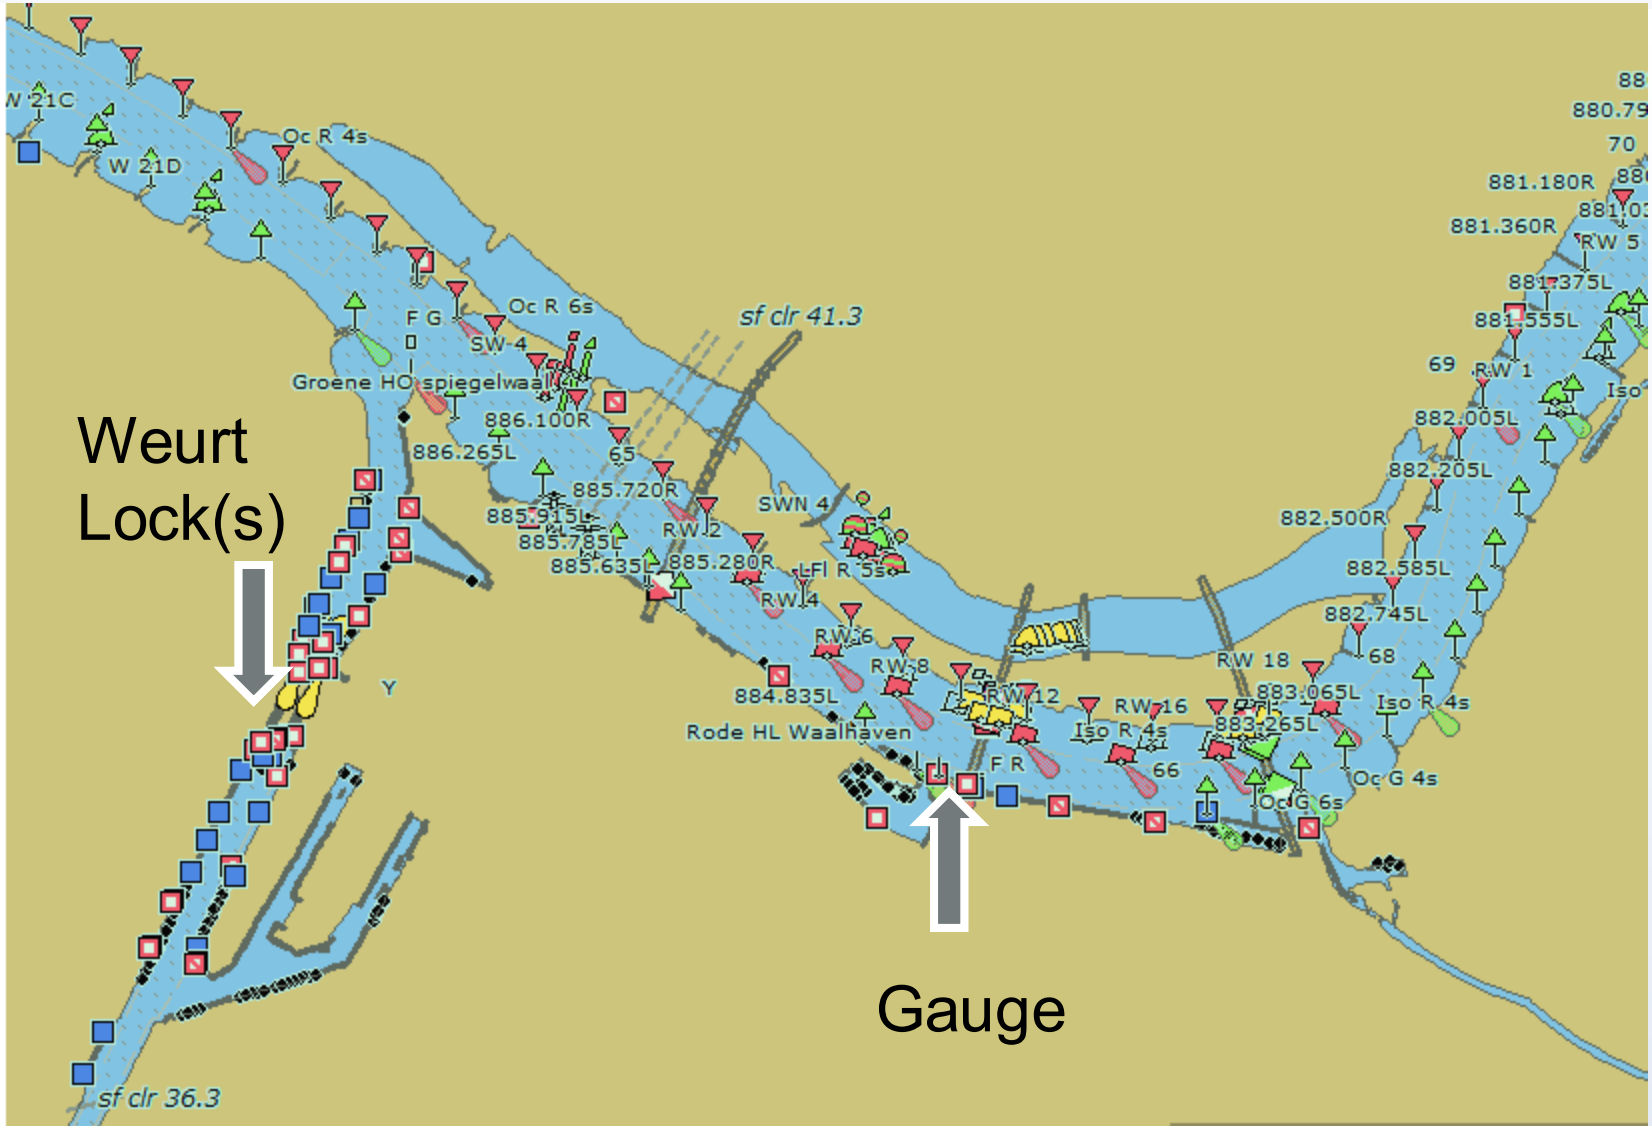 88
880.79
W 21C
Oc R 4s
70
W 21D
881.180R
880
881.03
881.360R
RW 5
881.375L
Oc R 6s
F G
sf clr 41.3
881.555L
SW 4
69
RW 1
Groene HO spiegelwaal
Iso
886.100R
882.005L
Weurt
Lock(s)
886.265L
65
882.205L
885.720R
SWN 4
885.915L
882.500R
RW 2
885.785L
885.635L
885.280R
LFl R 5s
882.585L
RW 4
882.745L
RW 6
68
RW 8
RW 18
Y
884.835L
RW 12
883.065L
RW 16
Iso R 4s
883.265L
Iso R 4s
Rode HL Waalhaven
F R
66
Oc G 4s
Oc G 6s
Gauge
sf clr 36.3